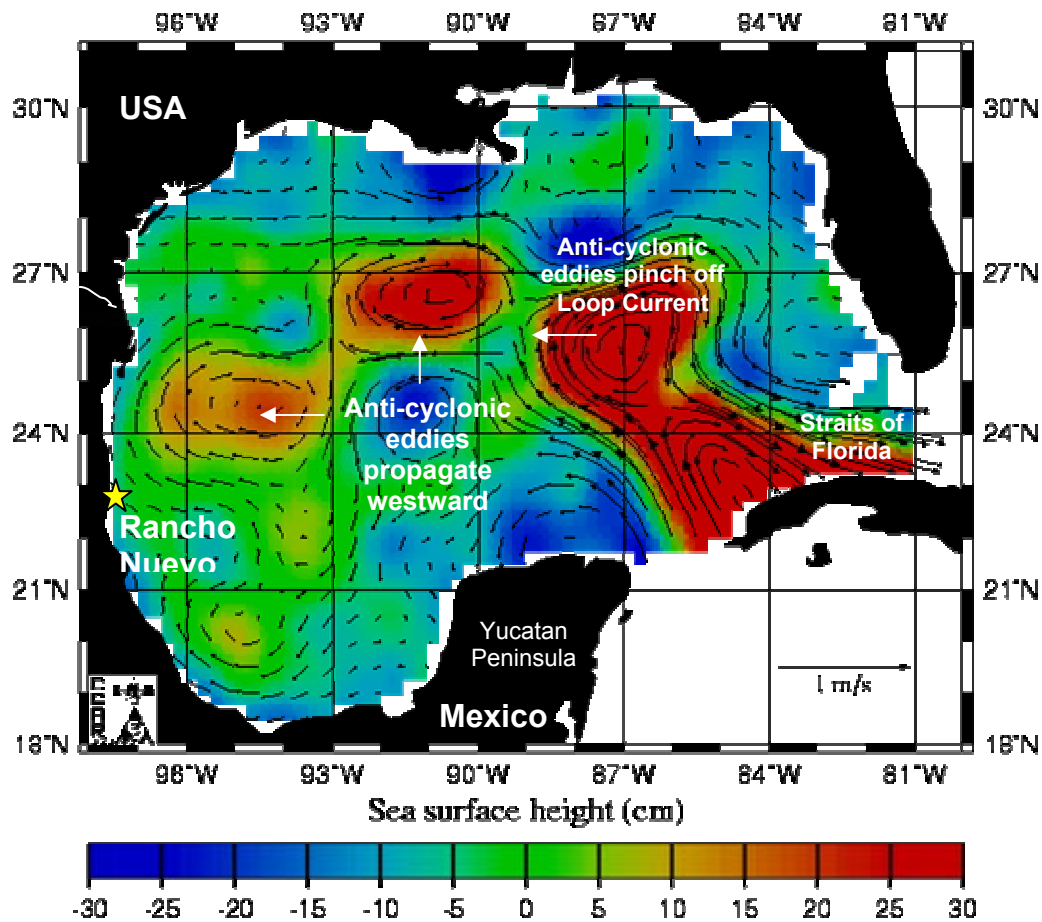 96°W 93°W 90°W 87°W 84°W 81°W
30°N
USA
30°N
27°N
Anti-cyclonic
eddies pinch off
Loop Current
27°N
24°N
Anti-cyclonic
eddies
propagate
westward
Straits of
Florida
24°N
Rancho
Nuevo
21°N
21°N
Yucatan
Peninsula
1 m/s
Mexico
18°N
18°N
96°W 93°W 90°W 87°W 84°W 81°W
Sea surface height (cm)
-30 -25 -20 -15 -10 -5 0 5 10 15 20 25 30